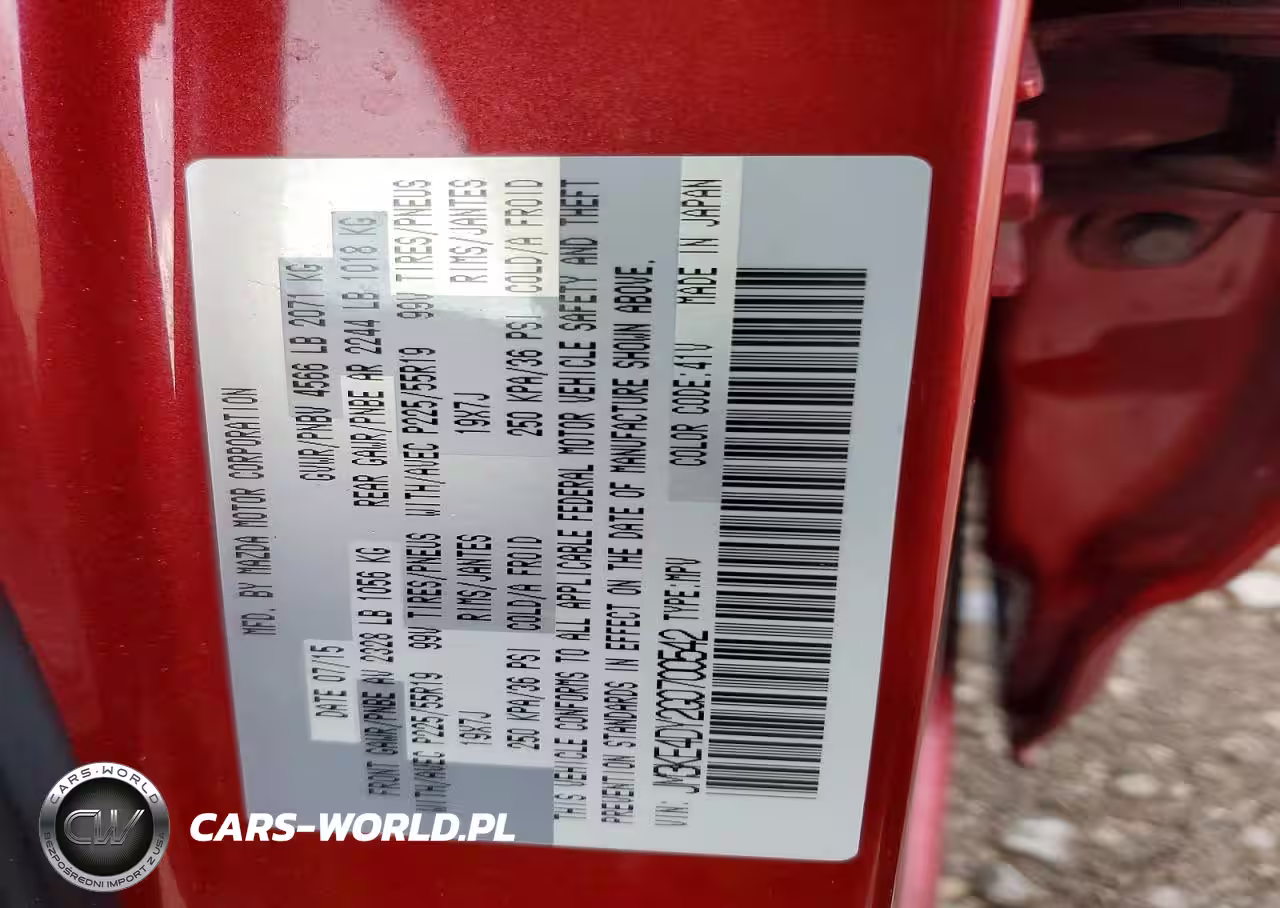 MFD. BY MAZDA MOTOR CORPORATION
DATE 07/15 GVWR/PNBV 4566 LB 2071 KG
FRONT GAWR/PNBE AV 2328 LB 1056 KG REAR GAWR/PNBE AR 2244 LB 1018 KG
WITH/AVEC P225/55R19 99V TIRES/PNEUS WITH/AVEC P225/55R19 99V TIRES/PNEUS
19X7J RIMS/JANTES 19X7J RIMS/JANTES
250 KPA/36 PSI COLD/A FROID 250 KPA/36 PSI COLD/A FROID
THIS VEHICLE CONFORMS TO ALL APPLICABLE FEDERAL MOTOR VEHICLE SAFETY AND THEFT
PREVENTION STANDARDS IN EFFECT ON THE DATE OF MANUFACTURE SHOWN ABOVE.
VIN: JM3KE4DY2G0700542 TYPE:MPV COLOR CODE:41V MADE IN JAPAN
CARS-WORLD
CW
BEZPOŚREDNI IMPORT Z USA
CARS-WORLD.PL